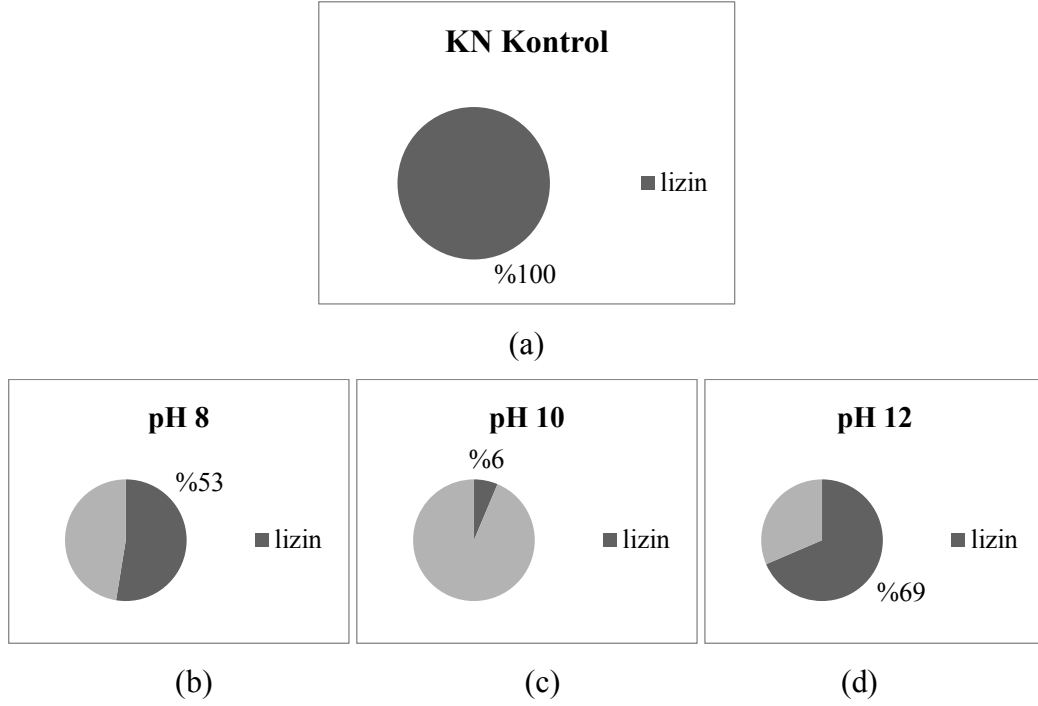 KN Kontrol
lizin
%100
(a)
pH 8
%53
lizin
(b)
pH 10
%6
lizin
(c)
pH 12
lizin
%69
(d)